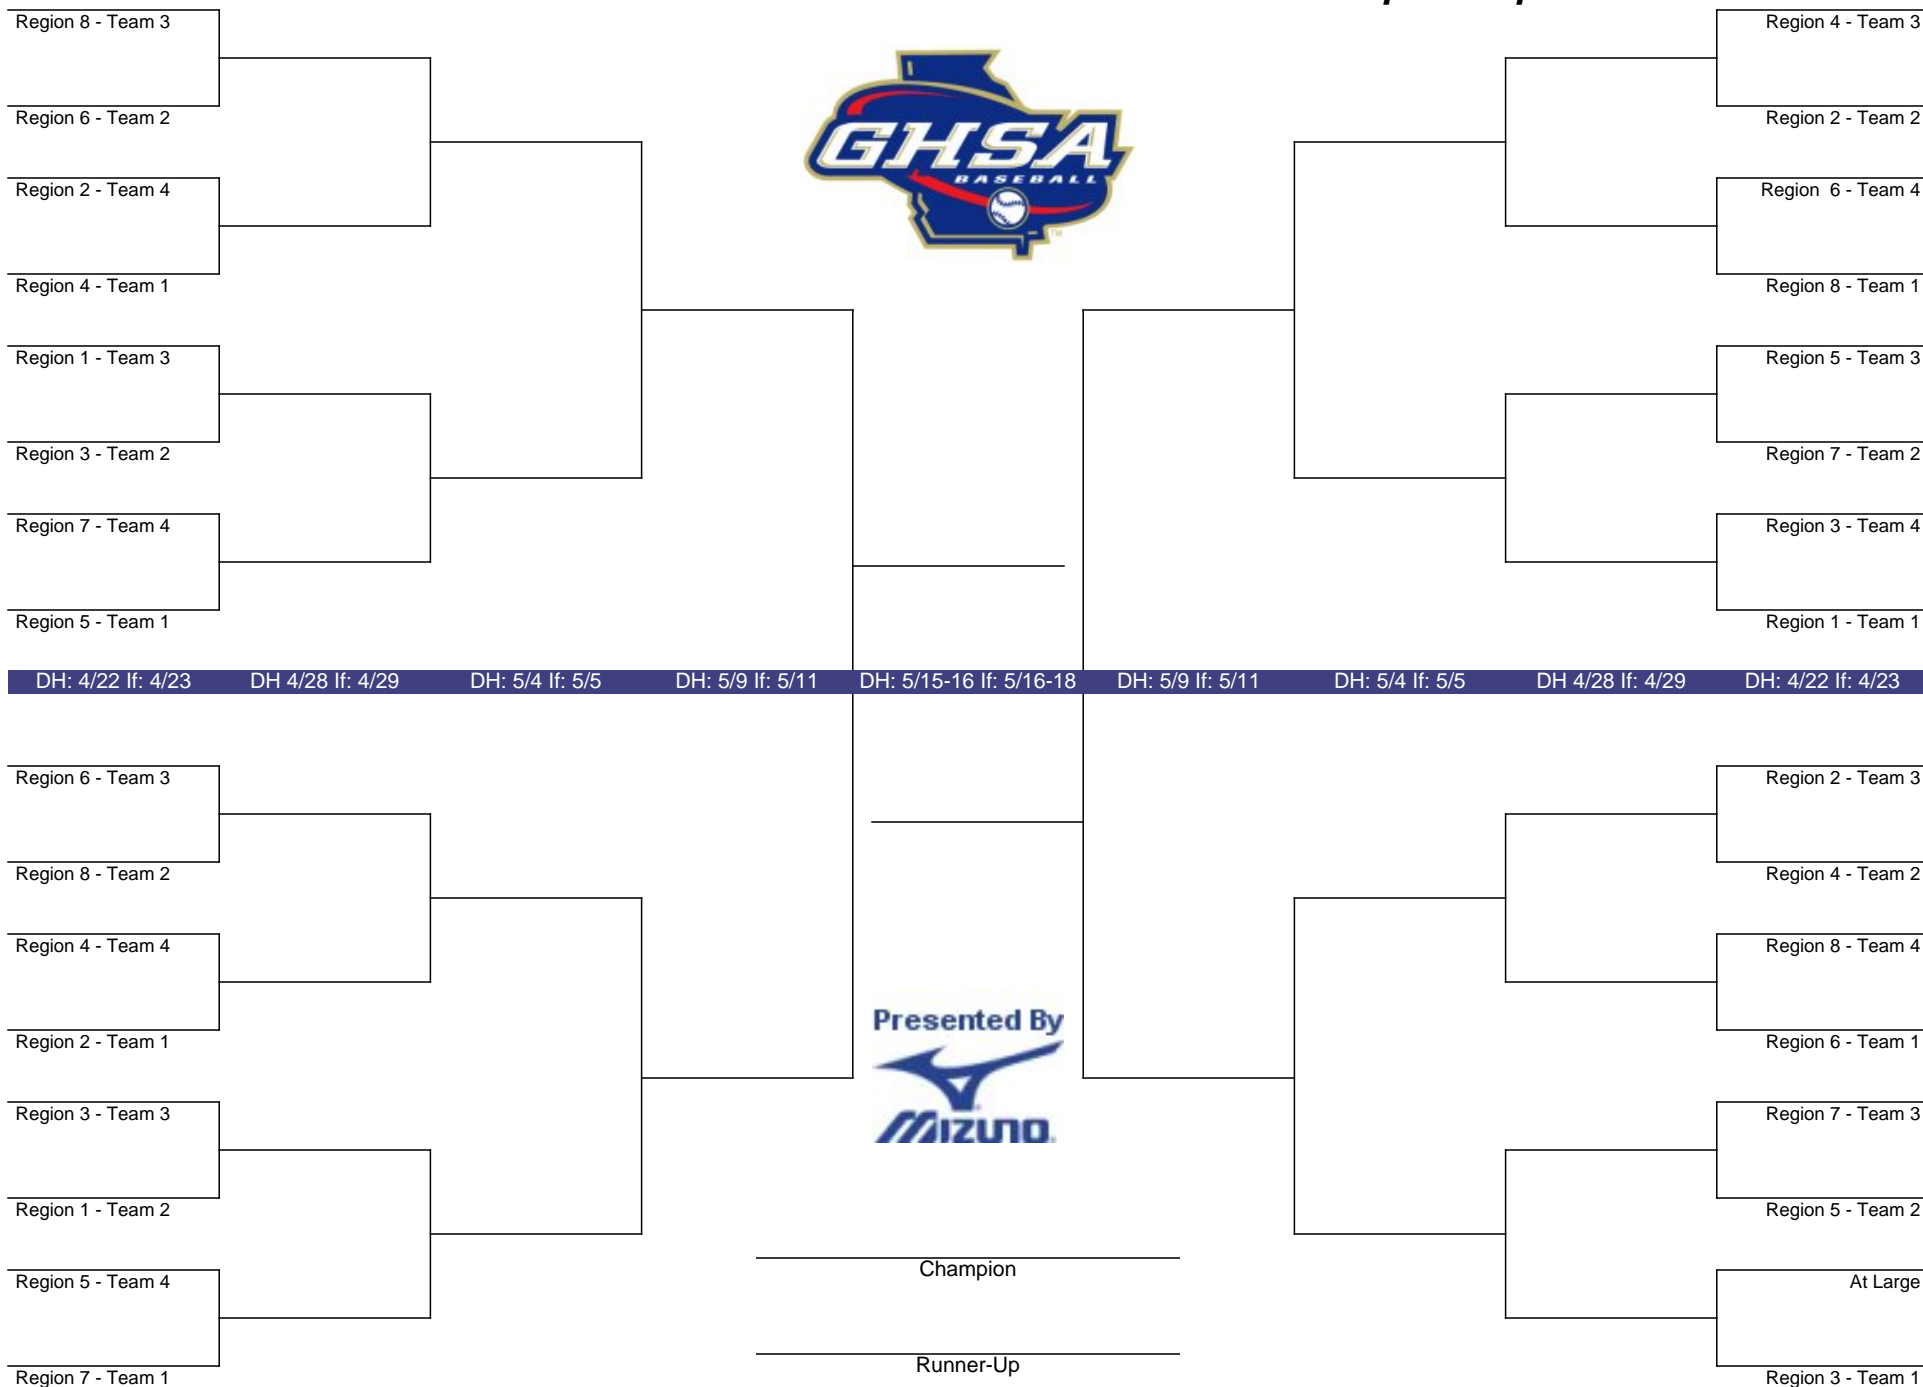 Region 8 - Team 3
Region 6 - Team 2
Region 2 - Team 4
Region 4 - Team 1
Region 1 - Team 3
Region 3 - Team 2
Region 7 - Team 4
Region 5 - Team 1
GHSA
BASEBALL
TM
Region 4 - Team 3
Region 2 - Team 2
Region 6 - Team 4
Region 8 - Team 1
Region 5 - Team 3
Region 7 - Team 2
Region 3 - Team 4
Region 1 - Team 1
DH: 4/22 If: 4/23 DH 4/28 If: 4/29 DH: 5/4 If: 5/5 DH: 5/9 If: 5/11 DH: 5/15-16 If: 5/16-18 DH: 5/9 If: 5/11 DH: 5/4 If: 5/5 DH 4/28 If: 4/29 DH: 4/22 If: 4/23
Region 6 - Team 3
Region 8 - Team 2
Region 4 - Team 4
Region 2 - Team 1
Region 3 - Team 3
Region 1 - Team 2
Region 5 - Team 4
Region 7 - Team 1
Presented By
MIZUNO
Champion
Runner-Up
Region 2 - Team 3
Region 4 - Team 2
Region 8 - Team 4
Region 6 - Team 1
Region 7 - Team 3
Region 5 - Team 2
At Large
Region 3 - Team 1